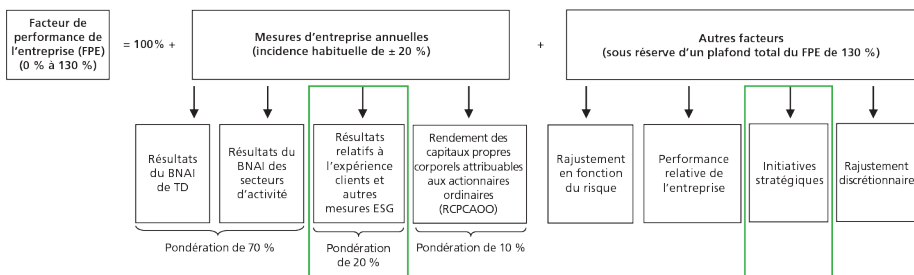 Facteur de
performance de
l'entreprise (FPE)
(0 % à 130 %)
= 100% +
Mesures d'entreprise annuelles
(incidence habituelle de ± 20 %)
+
Autres facteurs
(sous réserve d'un plafond total du FPE de 130 %)
Résultats
du BNAI
de TD
Résultats du
BNAI des
secteurs
d'activité
Résultats
relatifs à
l'expérience
clients et
autres
mesures ESG
Rendement des
capitaux propres
corporels attribuables
aux actionnaires
ordinaires
(RCPCAOO)
Rajustement
en fonction
du risque
Performance
relative de
l'entreprise
Initiatives
stratégiques
Rajustement
discrétionnaire
Pondération de 70 %
Pondération
de 20 %
Pondération de 10 %